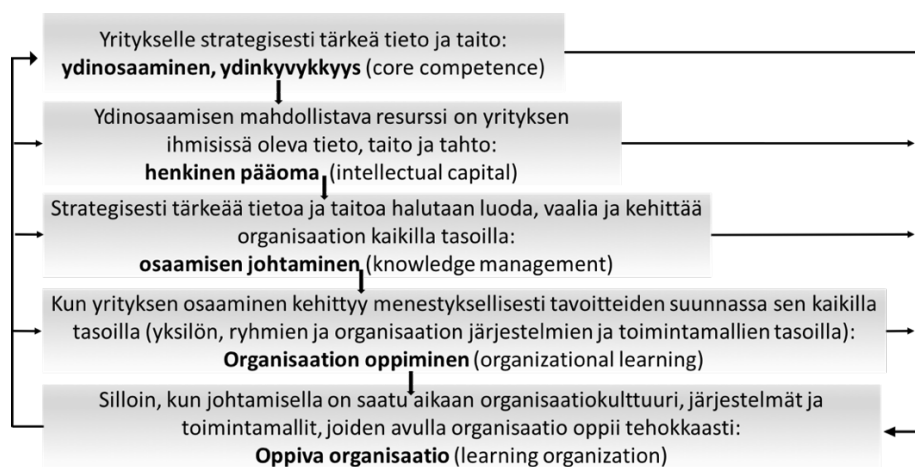 Yritykselle strategisesti tärkeä tieto ja taito:
ydinosaaminen, ydinkyvykkyys (core competence)
Ydinosaamisen mahdollistava resurssi on yrityksen
ihmisissä oleva tieto, taito ja tahto:
henkinen pääoma (intellectual capital)
Strategisesti tärkeää tietoa ja taitoa halutaan luoda, vaalia ja kehittää
organisaation kaikilla tasoilla:
osaamisen johtaminen (knowledge management)
Kun yrityksen osaaminen kehittyy menestyksellisesti tavoitteiden suunnassa sen kaikilla
tasoilla (yksilön, ryhmien ja organisaation järjestelmien ja toimintamallien tasoilla):
Organisaation oppiminen (organizational learning)
Silloin, kun johtamisella on saatu aikaan organisaatiokulttuuri, järjestelmät ja
toimintamallit, joiden avulla organisaatio oppii tehokkaasti:
Oppiva organisaatio (learning organization)